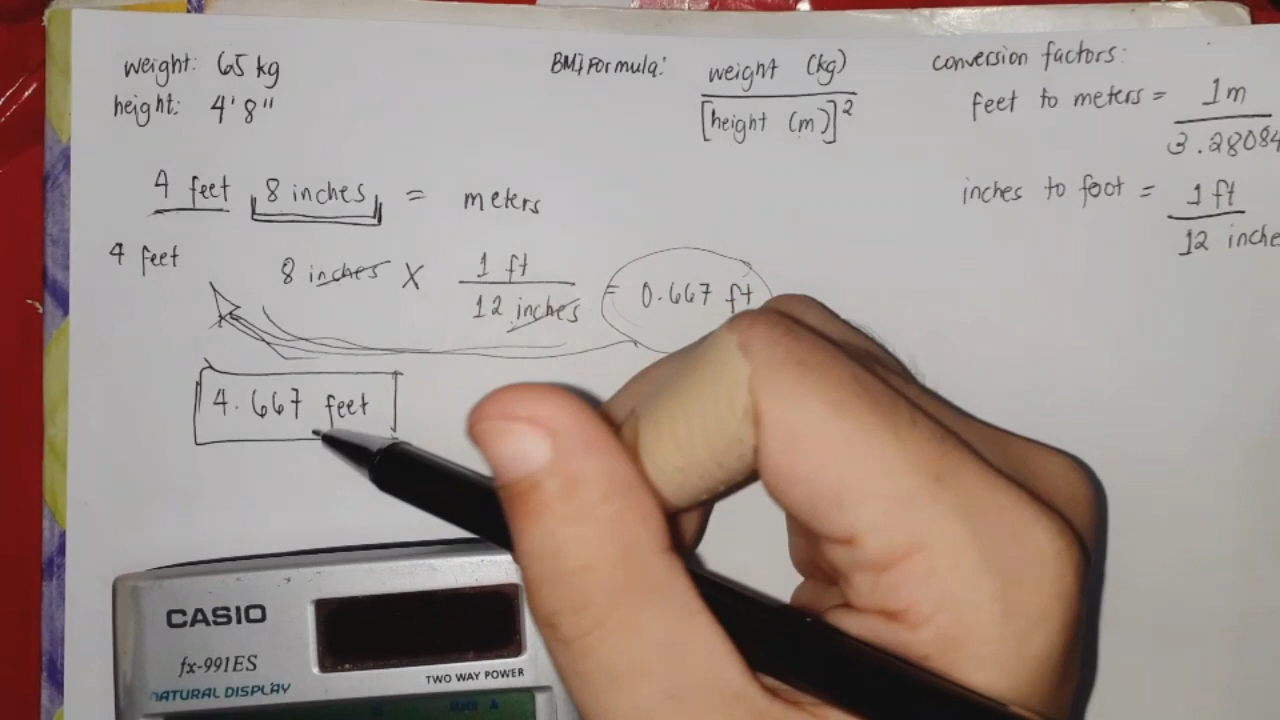 weight: 65 kg
height: 4'8"
BMI Formula: weight (kg)
[height (m)]²
conversion factors:
feet to meters = 1m
3.28084
inches to foot = 1 ft
12 inche
4 feet 8 inches = meters
4 feet
8 inches X 1 ft
12 inches
= 0.667 ft
4.667 feet
CASIO
fx-991ES
NATURAL DISPLAY
TWO WAY POWER